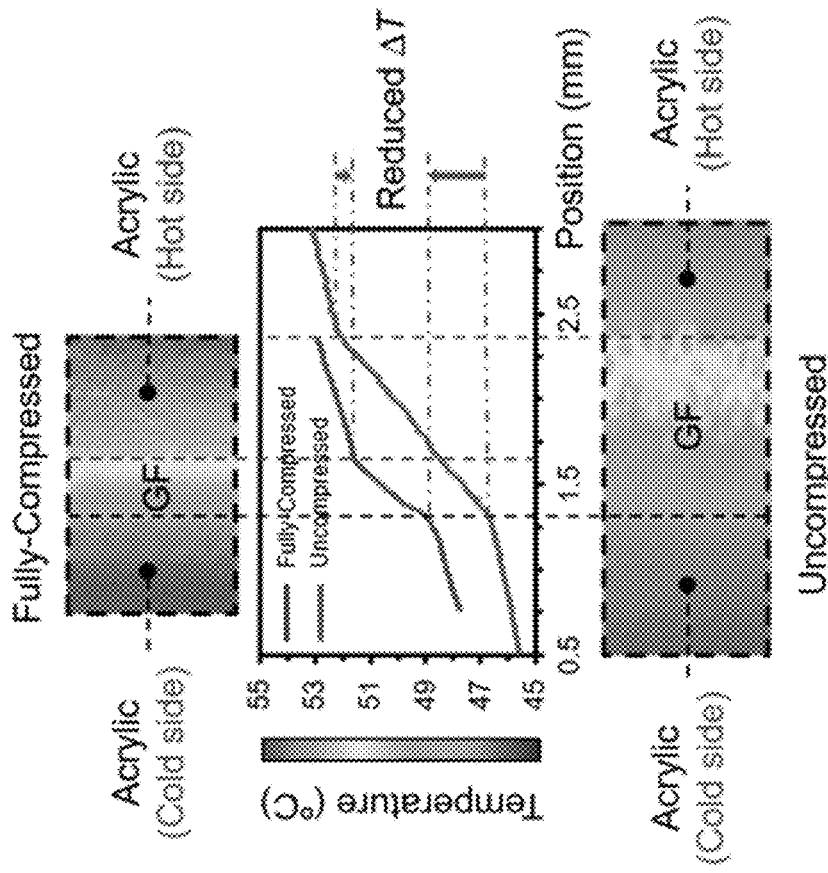 Fully-Compressed
Acrylic
(Cold side)
GF
Acrylic
(Hot side)
Temperature (°C)
55
53
51
49
47
45
Fully-Compressed
Uncompressed
Reduced ΔT
0.5
1.5
2.5
Position (mm)
Acrylic
(Cold side)
GF
Acrylic
(Hot side)
Uncompressed